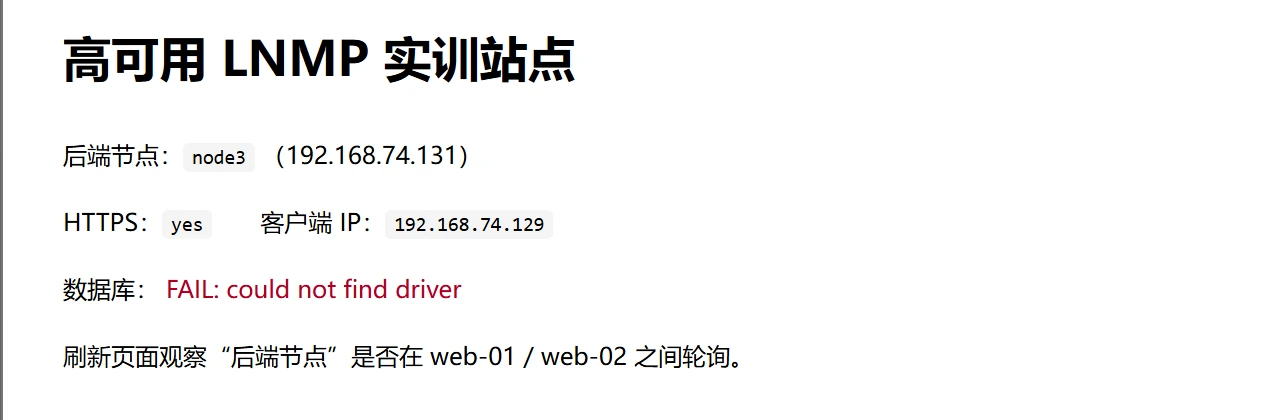 高可用 LNMP 实训站点
后端节点：node3 （192.168.74.131）
HTTPS：yes 客户端 IP：192.168.74.129
数据库： FAIL: could not find driver
刷新页面观察“后端节点”是否在 web-01 / web-02 之间轮询。